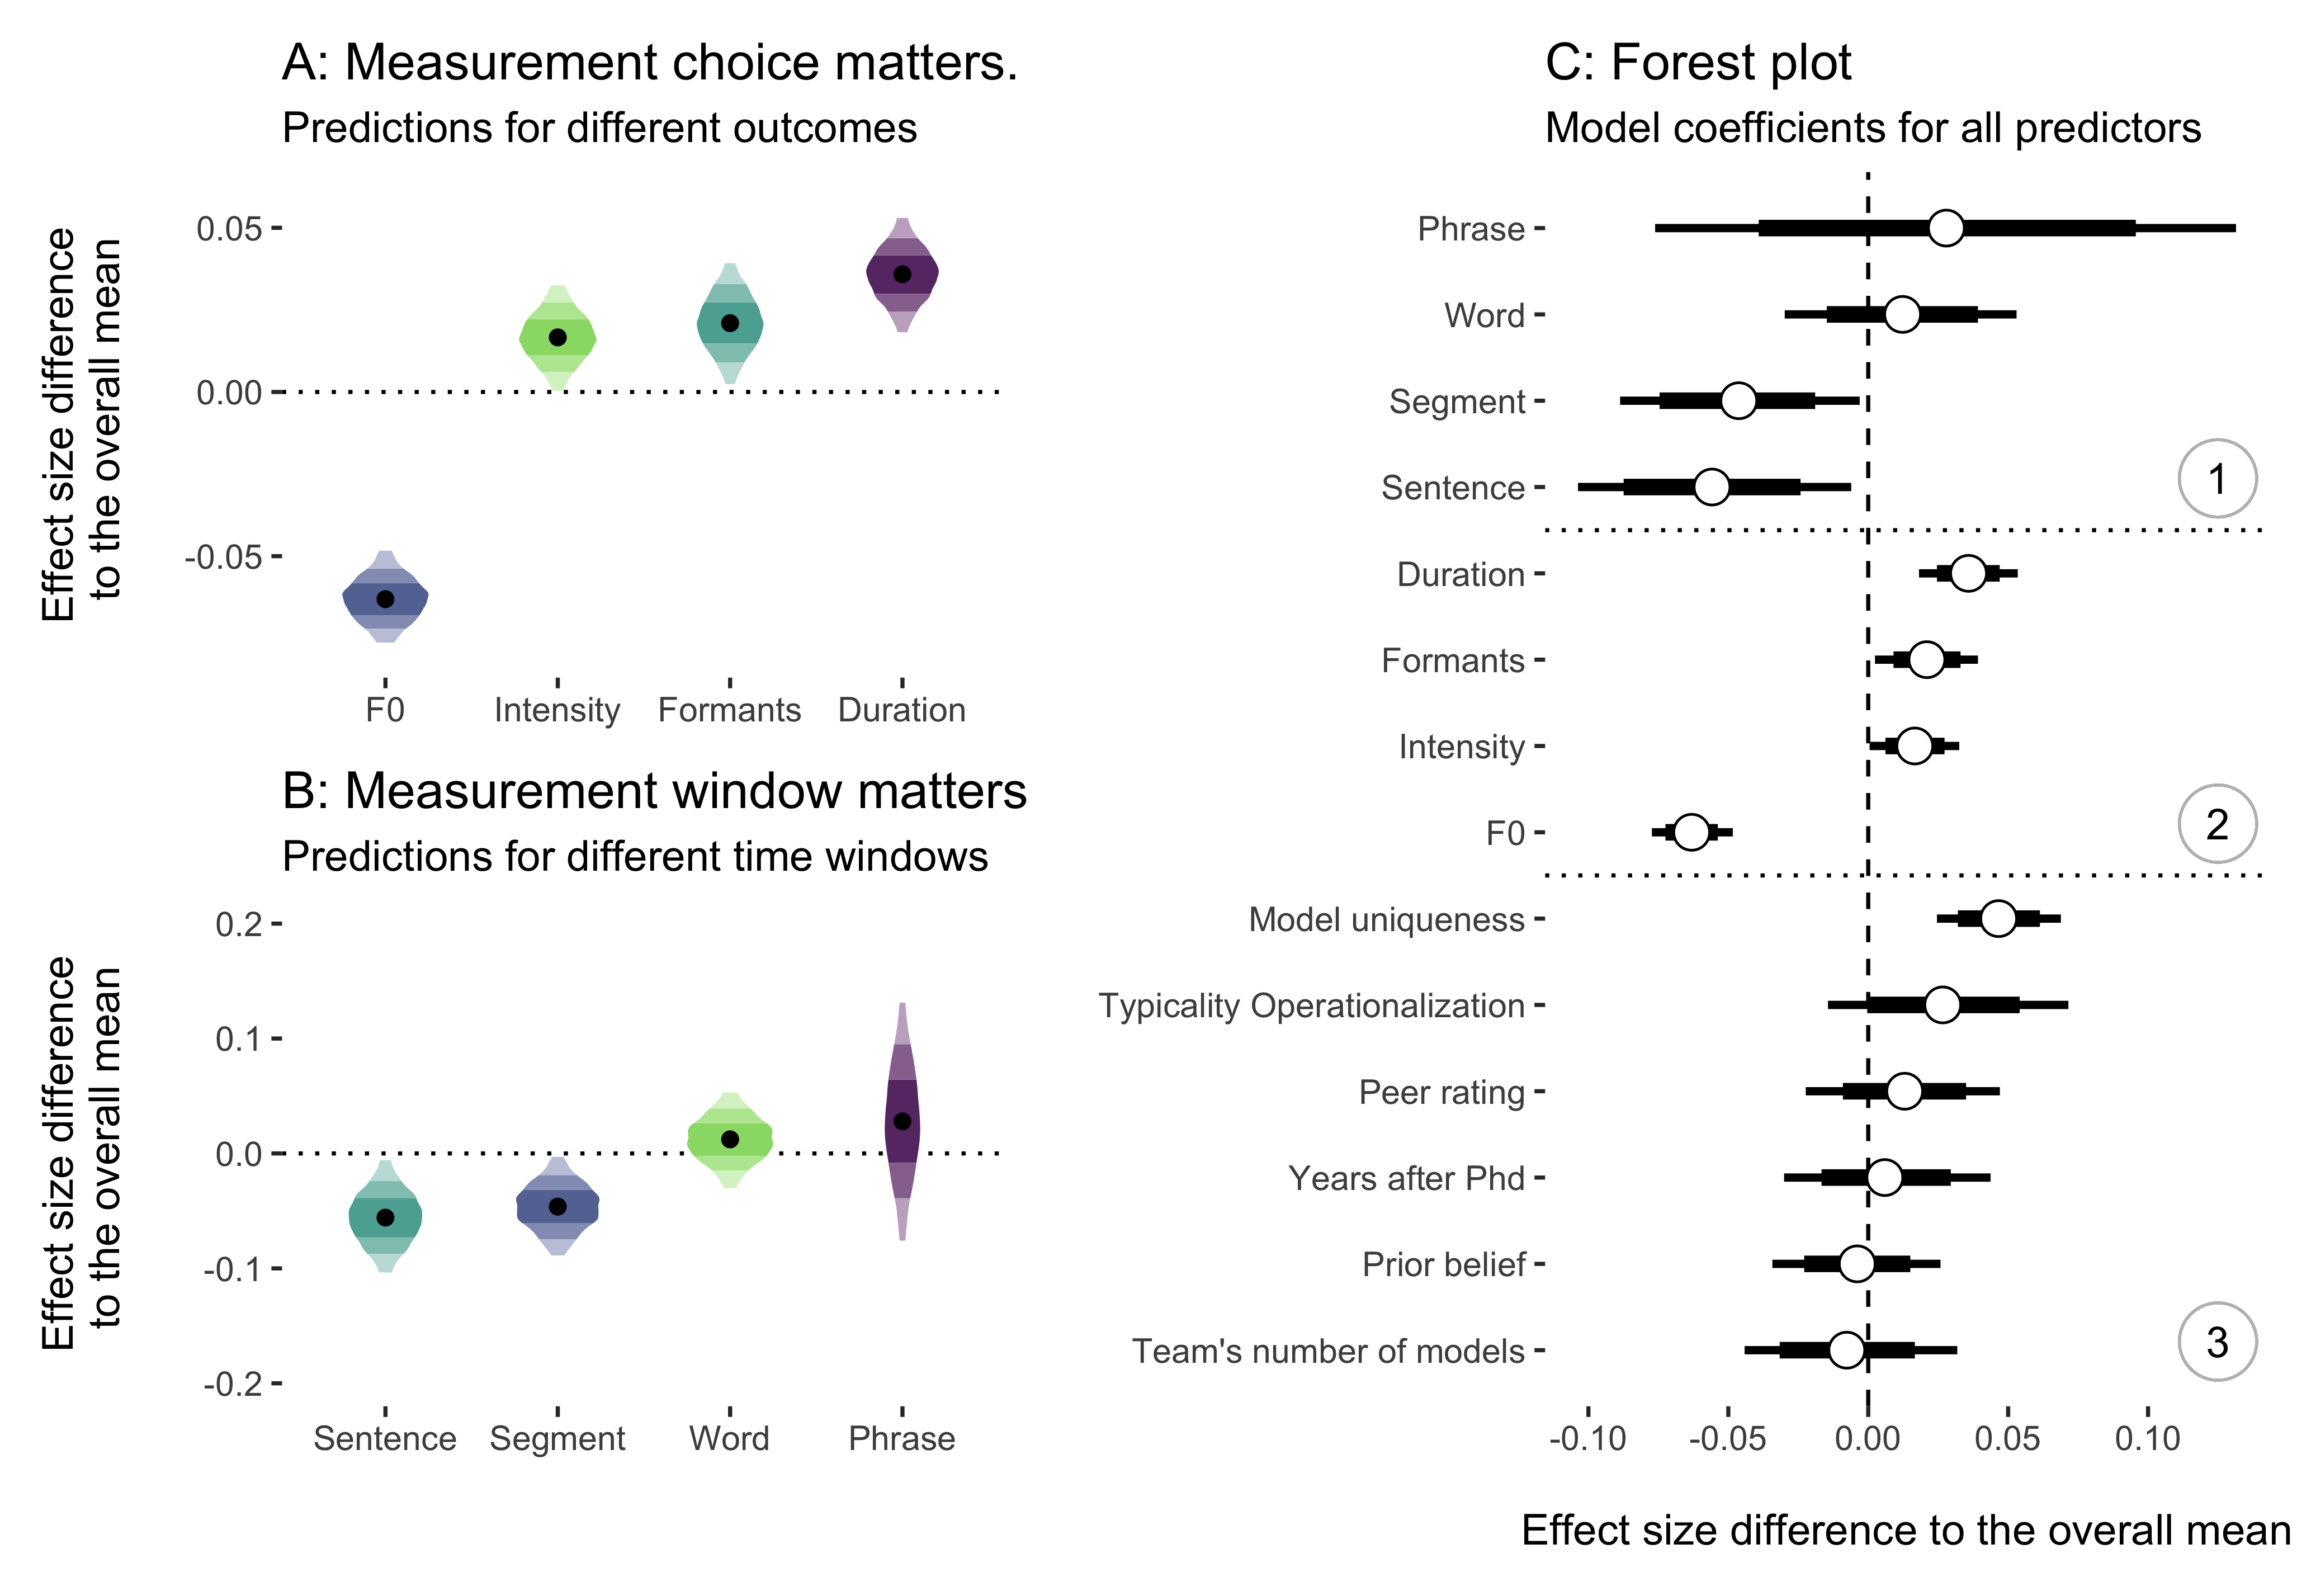 A: Measurement choice matters.
Predictions for different outcomes
Effect size difference
to the overall mean
0.05
0.00
-0.05
F0
Intensity
Formants
Duration
B: Measurement window matters
Predictions for different time windows
Effect size difference
to the overall mean
0.2
0.1
0.0
-0.1
-0.2
Sentence
Segment
Word
Phrase
C: Forest plot
Model coefficients for all predictors
Phrase
Word
Segment
Sentence
1
Duration
Formants
Intensity
F0
2
Model uniqueness
Typicality Operationalization
Peer rating
Years after Phd
Prior belief
Team's number of models
3
-0.10
-0.05
0.00
0.05
0.10
Effect size difference to the overall mean